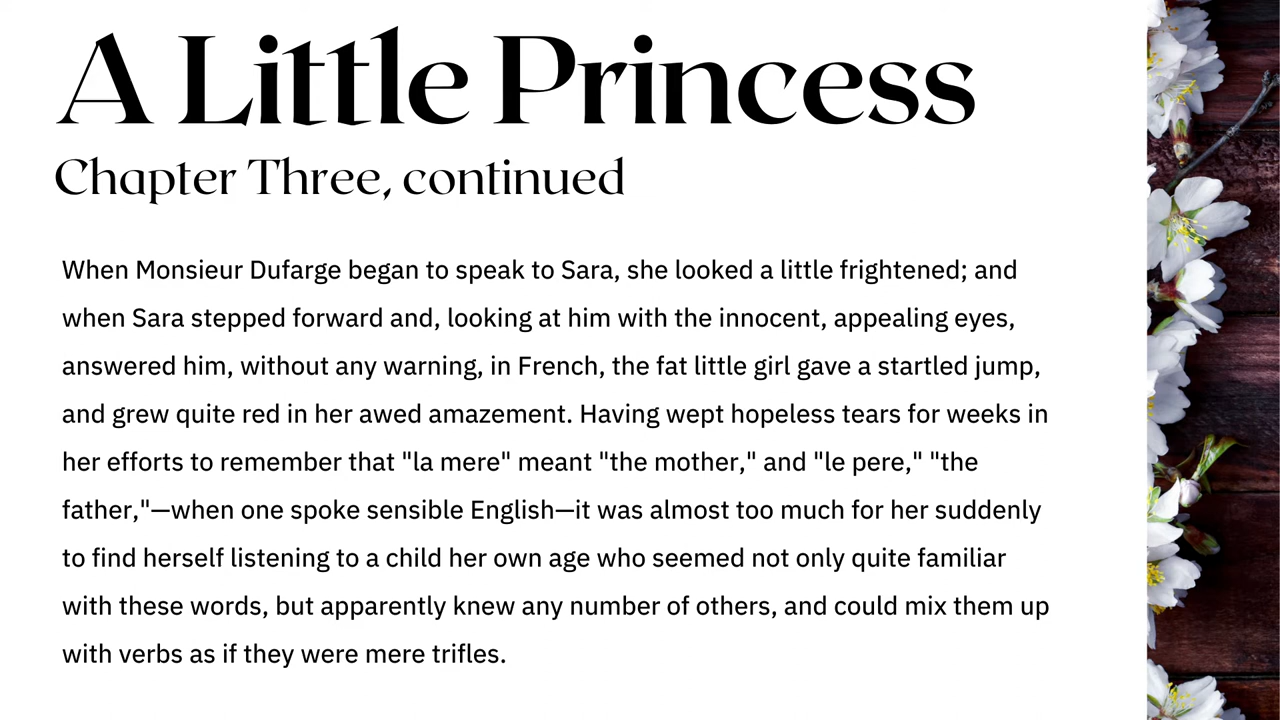 A Little Princess
Chapter Three, continued
When Monsieur Dufarge began to speak to Sara, she looked a little frightened; and
when Sara stepped forward and, looking at him with the innocent, appealing eyes,
answered him, without any warning, in French, the fat little girl gave a startled jump,
and grew quite red in her awed amazement. Having wept hopeless tears for weeks in
her efforts to remember that "la mere" meant "the mother," and "le pere," "the
father,"—when one spoke sensible English—it was almost too much for her suddenly
to find herself listening to a child her own age who seemed not only quite familiar
with these words, but apparently knew any number of others, and could mix them up
with verbs as if they were mere trifles.